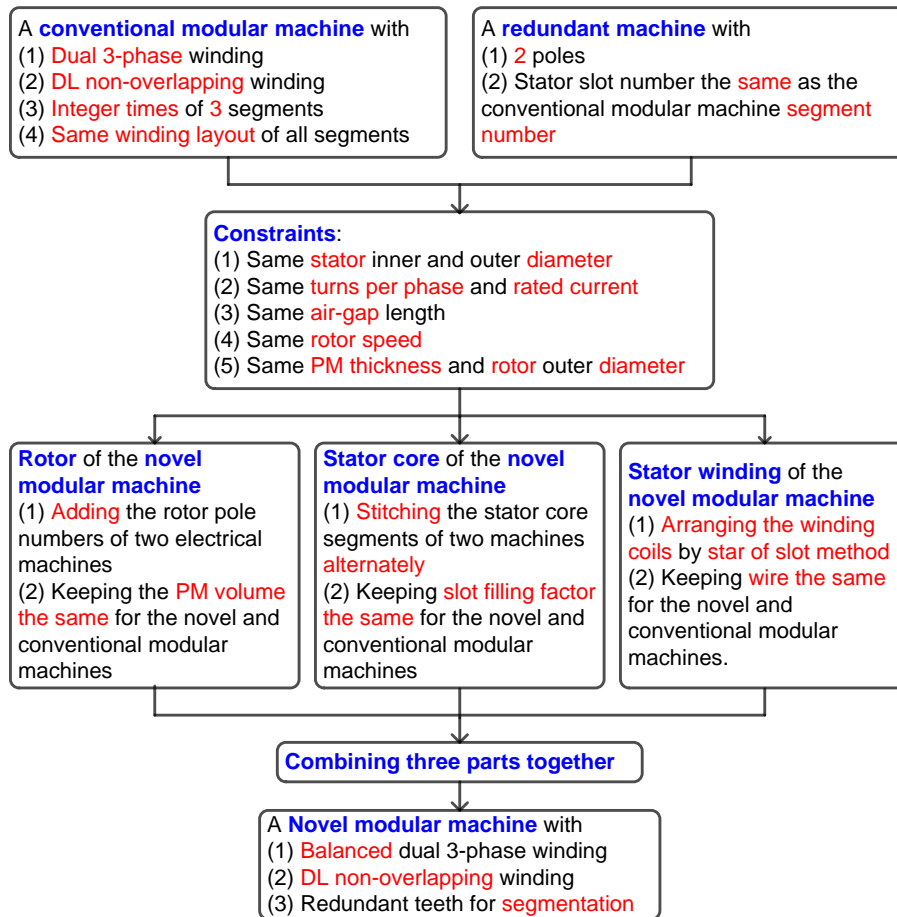 A conventional modular machine with
(1) Dual 3-phase winding
(2) DL non-overlapping winding
(3) Integer times of 3 segments
(4) Same winding layout of all segments
A redundant machine with
(1) 2 poles
(2) Stator slot number the same as the
conventional modular machine segment
number
Constraints:
(1) Same stator inner and outer diameter
(2) Same turns per phase and rated current
(3) Same air-gap length
(4) Same rotor speed
(5) Same PM thickness and rotor outer diameter
Rotor of the novel
modular machine
(1) Adding the rotor pole
numbers of two electrical
machines
(2) Keeping the PM volume
the same for the novel and
conventional modular
machines
Stator core of the novel
modular machine
(1) Stitching the stator core
segments of two machines
alternately
(2) Keeping slot filling factor
the same for the novel and
conventional modular
machines
Stator winding of the
novel modular machine
(1) Arranging the winding
coils by star of slot method
(2) Keeping wire the same
for the novel and
conventional modular
machines.
Combining three parts together
A Novel modular machine with
(1) Balanced dual 3-phase winding
(2) DL non-overlapping winding
(3) Redundant teeth for segmentation